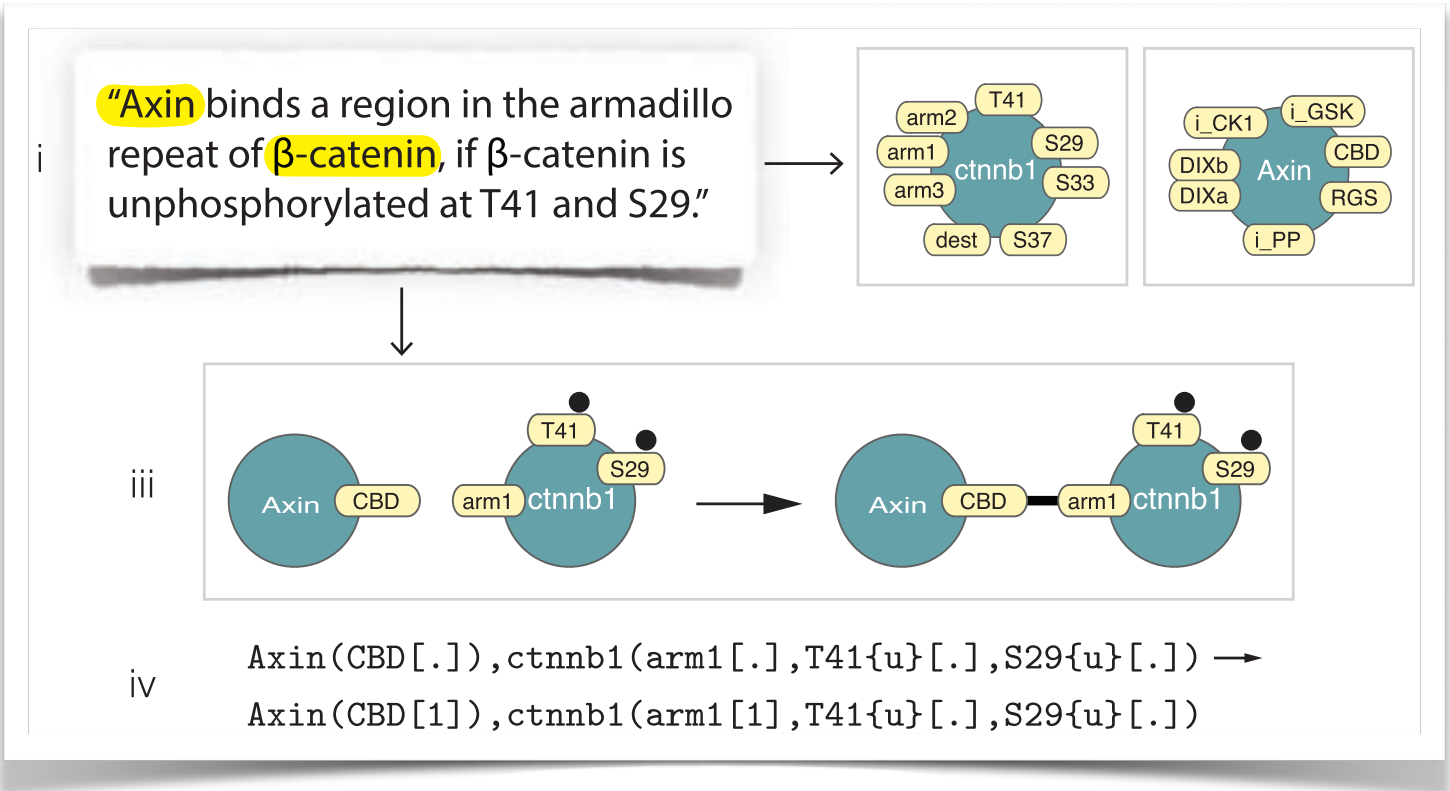 i
“Axin binds a region in the armadillo
repeat of β-catenin, if β-catenin is
unphosphorylated at T41 and S29.”
T41
arm2
S29
arm1
ctnnb1
S33
arm3
dest
S37
i_GSK
i_CK1
CBD
DIXb
Axin
DIXa
RGS
i_PP
iii
Axin
CBD
T41
S29
arm1
ctnnb1
Axin
CBD
arm1
T41
S29
ctnnb1
iv
Axin(CBD[.]),ctnnb1(arm1[.],T41{u}[.],S29{u}[.]) →
Axin(CBD[1]),ctnnb1(arm1[1],T41{u}[.],S29{u}[.])